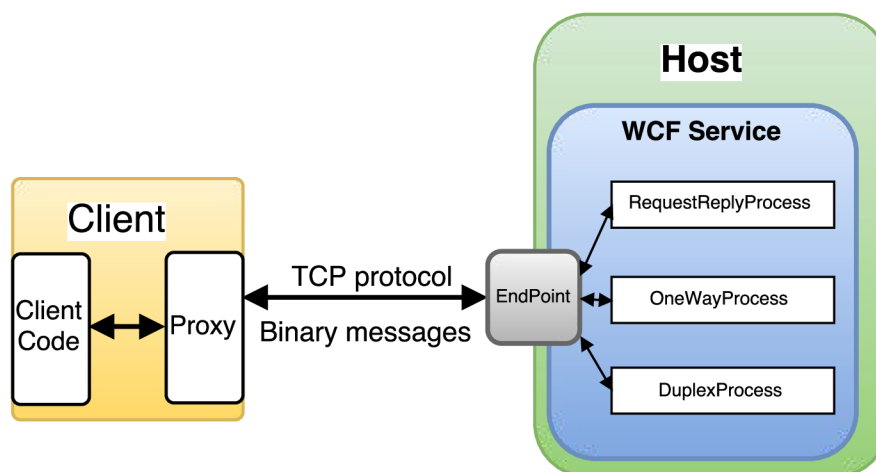 Host
WCF Service
RequestReplyProcess
Client
TCP protocol
EndPoint
OneWayProcess
Client
Code
Proxy
Binary messages
DuplexProcess